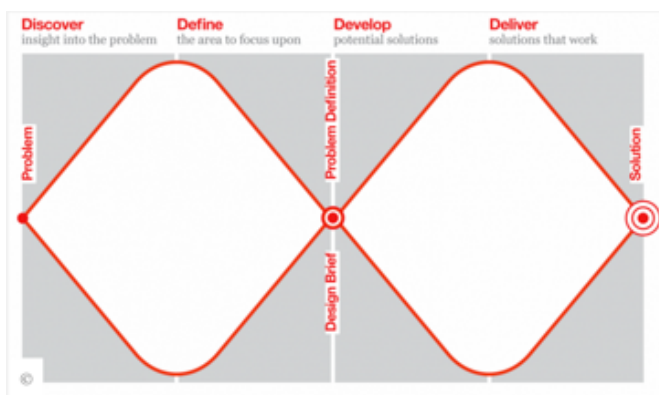 Discover
insight into the problem
Define
the area to focus upon
Develop
potential solutions
Deliver
solutions that work
Problem
Problem Definition
Design Brief
Solution
©